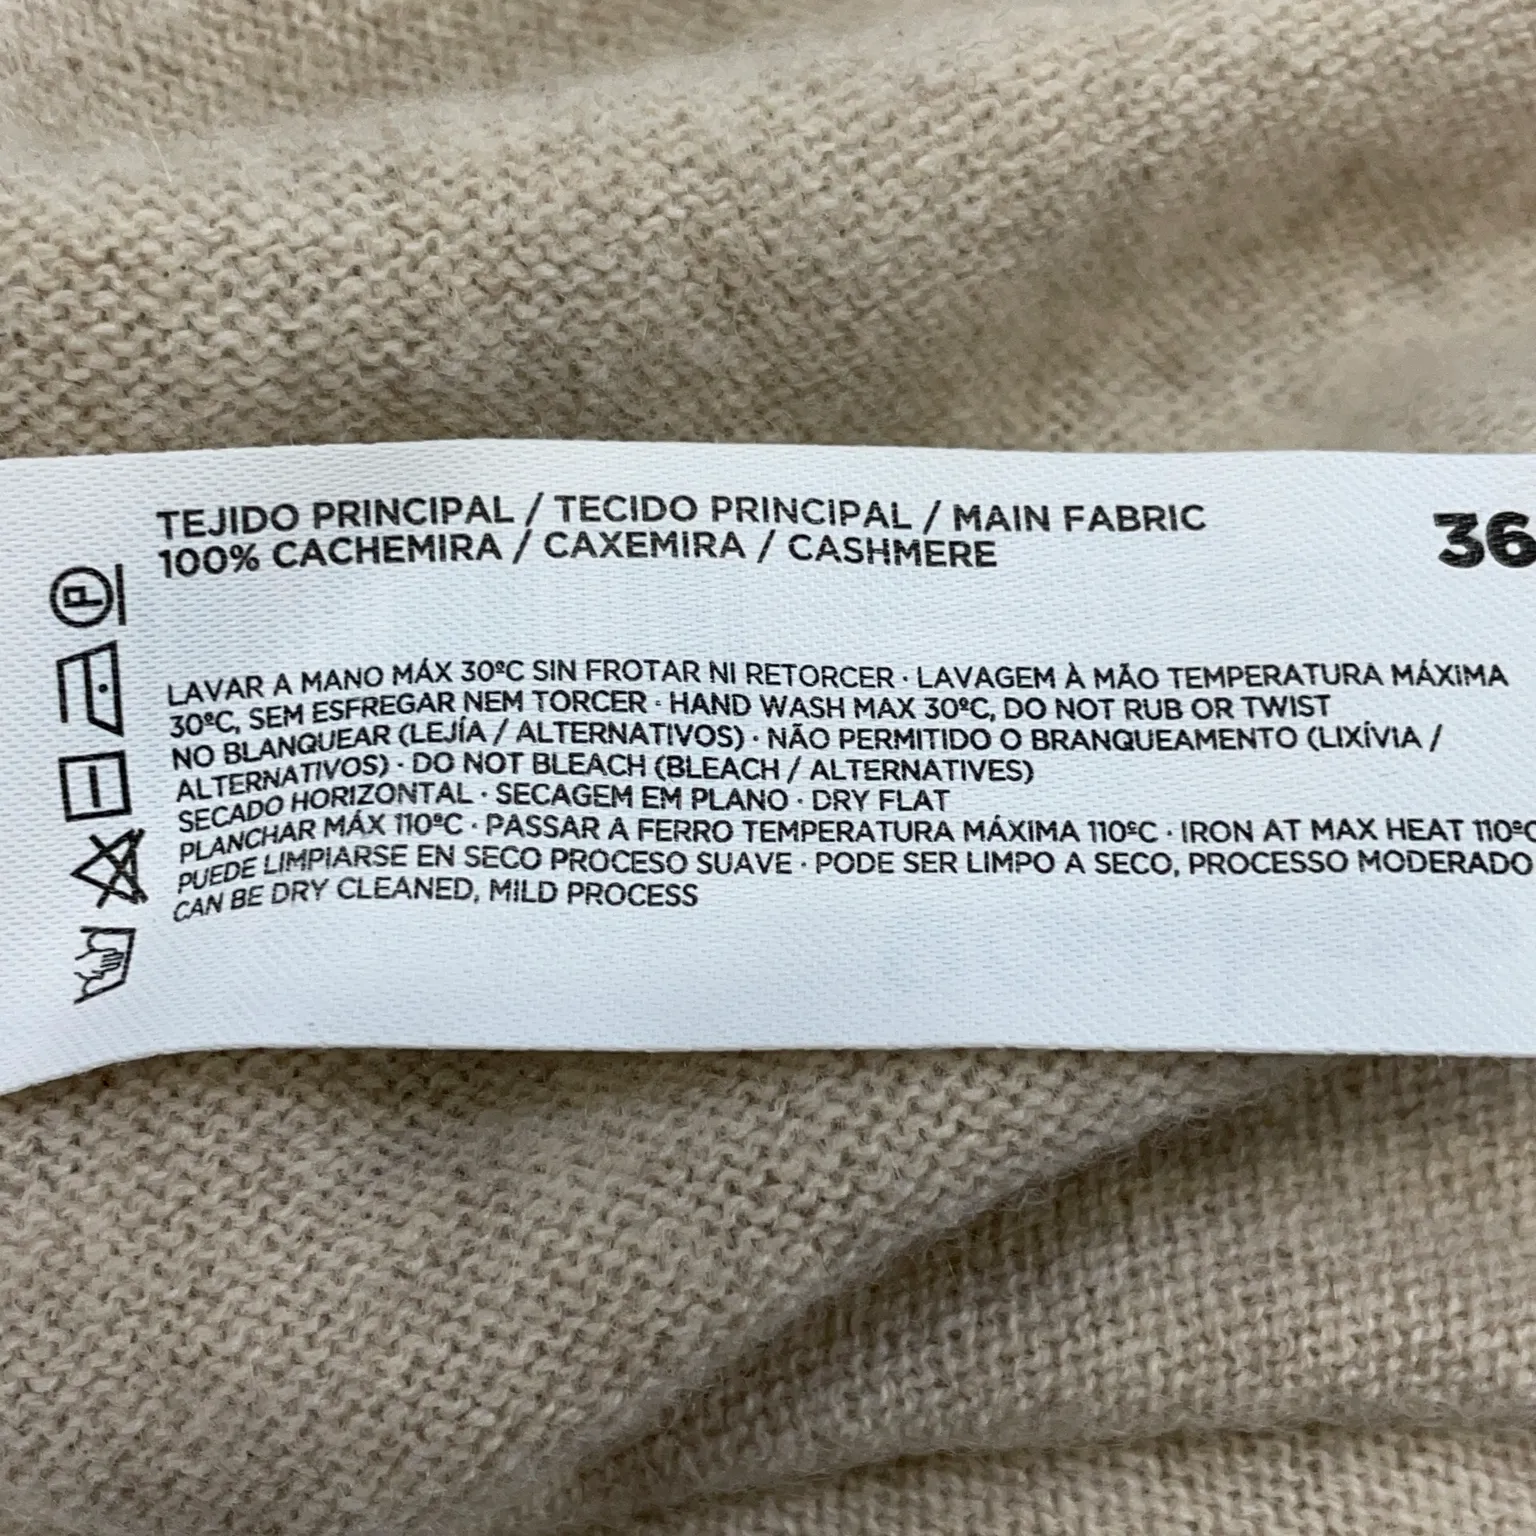 TEJIDO PRINCIPAL / TECIDO PRINCIPAL / MAIN FABRIC
100% CACHEMIRA / CAXEMIRA / CASHMERE
36
P
LAVAR A MANO MÁX 30ºC SIN FROTAR NI RETORCER · LAVAGEM À MÃO TEMPERATURA MÁXIMA
30ºC, SEM ESFREGAR NEM TORCER · HAND WASH MAX 30ºC, DO NOT RUB OR TWIST
NO BLANQUEAR (LEJÍA / ALTERNATIVOS) · NÃO PERMITIDO O BRANQUEAMENTO (LIXÍVIA /
ALTERNATIVOS) · DO NOT BLEACH (BLEACH / ALTERNATIVES)
SECADO HORIZONTAL · SECAGEM EM PLANO · DRY FLAT
PLANCHAR MÁX 110ºC · PASSAR A FERRO TEMPERATURA MÁXIMA 110ºC · IRON AT MAX HEAT 110ºC
PUEDE LIMPIARSE EN SECO PROCESO SUAVE · PODE SER LIMPO A SECO, PROCESSO MODERADO
CAN BE DRY CLEANED, MILD PROCESS